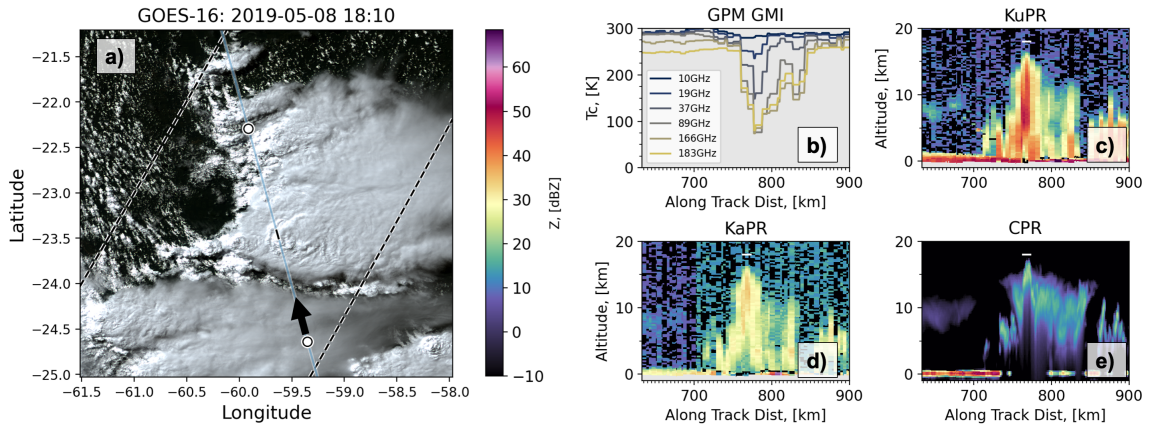 GOES-16: 2019-05-08 18:10
a)
Latitude
−21.5
−22.0
−22.5
−23.0
−23.5
−24.0
−24.5
−25.0
−61.5 −61.0 −60.5 −60.0 −59.5 −59.0 −58.5 −58.0
Longitude
60
50
40
30
20
10
0
−10
Z, [dBZ]
GPM GMI
Tc, [K]
300
200
100
0
10GHz
19GHz
37GHz
89GHz
166GHz
183GHz
b)
700 800 900
Along Track Dist, [km]
KuPR
Altitude, [km]
20
10
0
c)
700 800 900
Along Track Dist, [km]
KaPR
Altitude, [km]
20
10
0
d)
700 800 900
Along Track Dist, [km]
CPR
20
10
0
e)
700 800 900
Along Track Dist, [km]